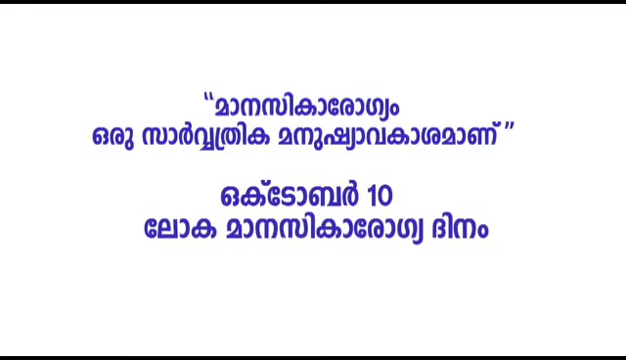 “മാനസികാരോഗ്യം
ഒരു സാർവ്വത്രിക മനുഷ്യാവകാശമാണ് ”
ഒക്ടോബർ 10
ലോക മാനസികാരോഗ്യ ദിനം